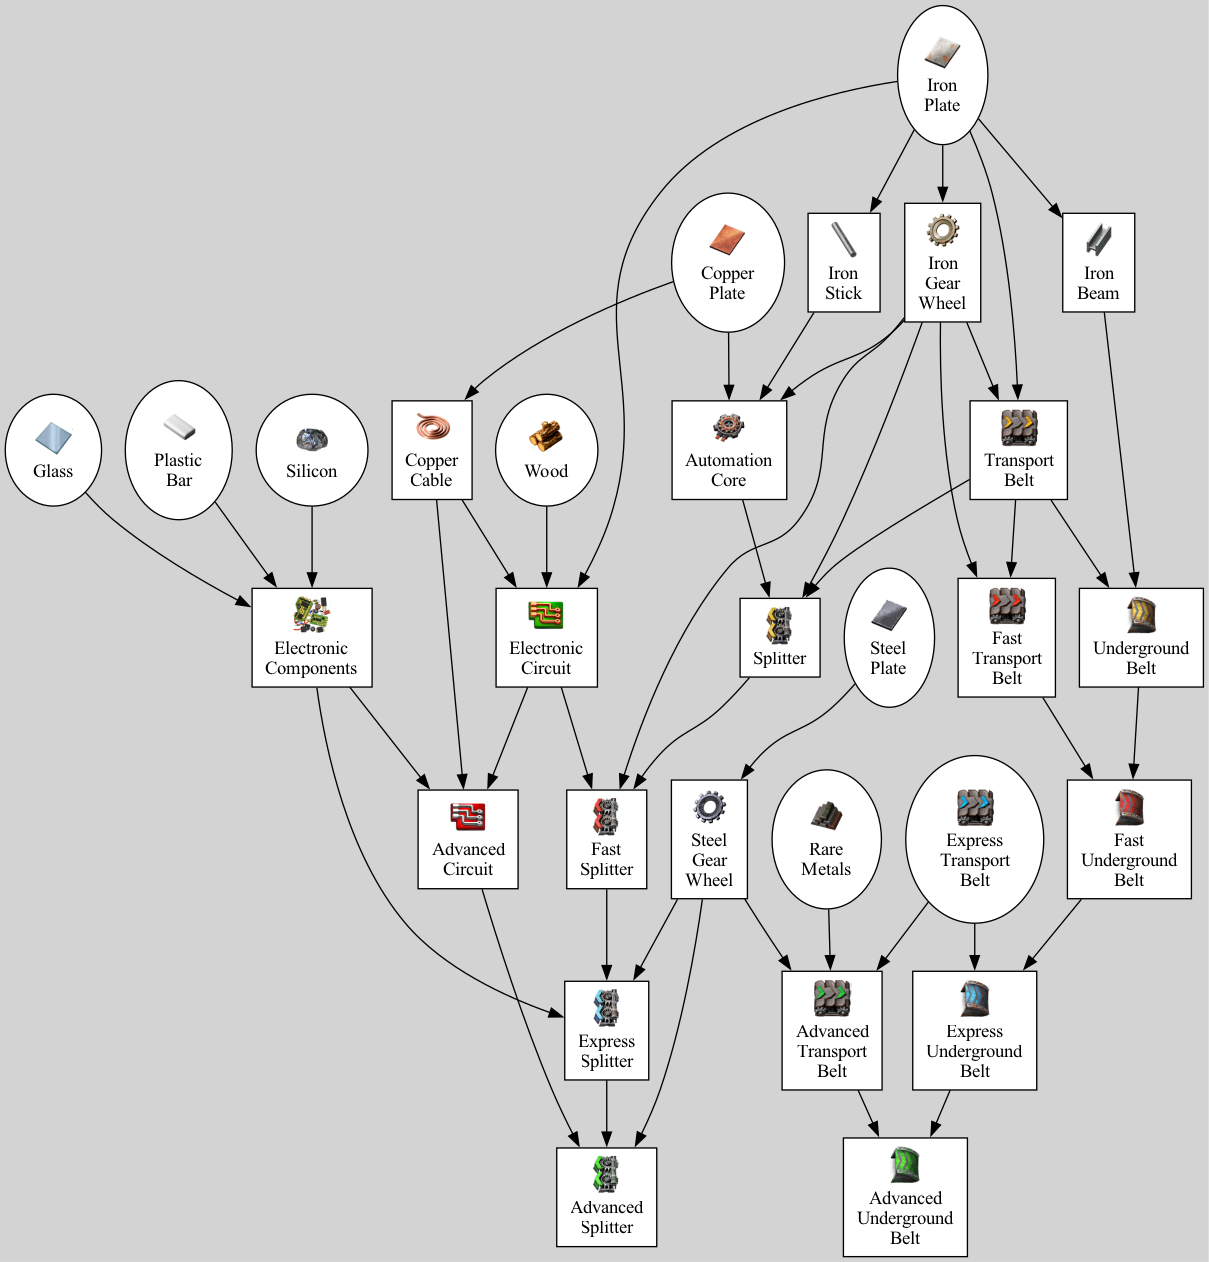 Iron
Plate
Copper
Plate
Iron
Stick
Iron
Gear
Wheel
Iron
Beam
Glass
Plastic
Bar
Silicon
Copper
Cable
Wood
Automation
Core
Transport
Belt
Electronic
Components
Electronic
Circuit
Splitter
Steel
Plate
Fast
Transport
Belt
Underground
Belt
Advanced
Circuit
Fast
Splitter
Steel
Gear
Wheel
Rare
Metals
Express
Transport
Belt
Fast
Underground
Belt
Express
Splitter
Advanced
Transport
Belt
Express
Underground
Belt
Advanced
Splitter
Advanced
Underground
Belt